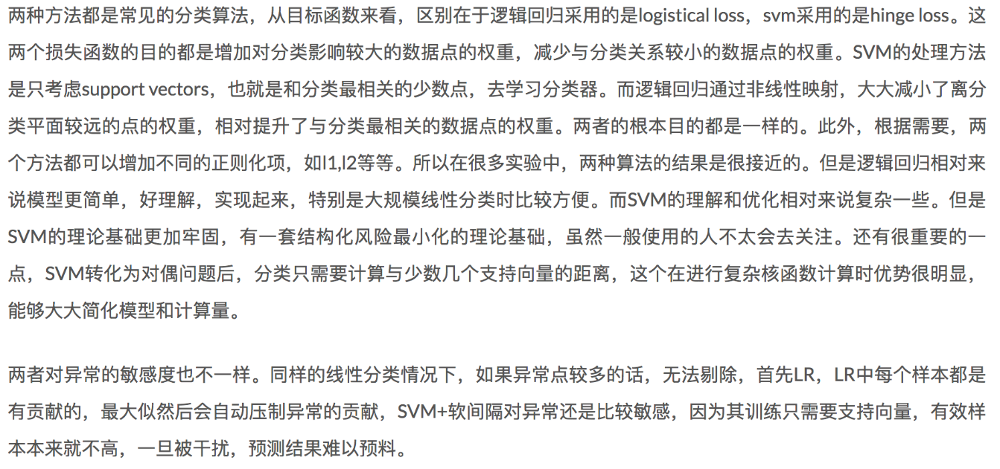 两种方法都是常见的分类算法，从目标函数来看，区别在于逻辑回归采用的是logistical loss，svm采用的是hinge loss。这
两个损失函数的目的都是增加对分类影响较大的数据点的权重，减少与分类关系较小的数据点的权重。SVM的处理方法
是只考虑support vectors，也就是和分类最相关的少数点，去学习分类器。而逻辑回归通过非线性映射，大大减小了离分
类平面较远的点的权重，相对提升了与分类最相关的数据点的权重。两者的根本目的都是一样的。此外，根据需要，两
个方法都可以增加不同的正则化项，如l1,l2等等。所以在很多实验中，两种算法的结果是很接近的。但是逻辑回归相对来
说模型更简单，好理解，实现起来，特别是大规模线性分类时比较方便。而SVM的理解和优化相对来说复杂一些。但是
SVM的理论基础更加牢固，有一套结构化风险最小化的理论基础，虽然一般使用的人不太会去关注。还有很重要的一
点，SVM转化为对偶问题后，分类只需要计算与少数几个支持向量的距离，这个在进行复杂核函数计算时优势很明显，
能够大大简化模型和计算量。
两者对异常的敏感度也不一样。同样的线性分类情况下，如果异常点较多的话，无法剔除，首先LR，LR中每个样本都是
有贡献的，最大似然后会自动压制异常的贡献，SVM+软间隔对异常还是比较敏感，因为其训练只需要支持向量，有效样
本本来就不高，一旦被干扰，预测结果难以预料。